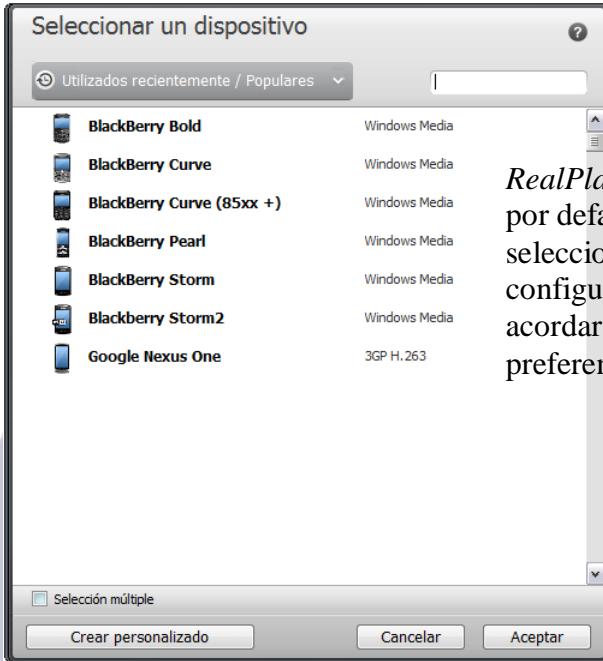 Seleccionar un dispositivo
Utilizados recientemente / Populares
BlackBerry Bold Windows Media
BlackBerry Curve Windows Media
BlackBerry Curve (85xx +) Windows Media
BlackBerry Pearl Windows Media
BlackBerry Storm Windows Media
Blackberry Storm2 Windows Media
Google Nexus One 3GP H.263
por
acordar
Selección múltiple
Crear personalizado Cancelar Aceptar